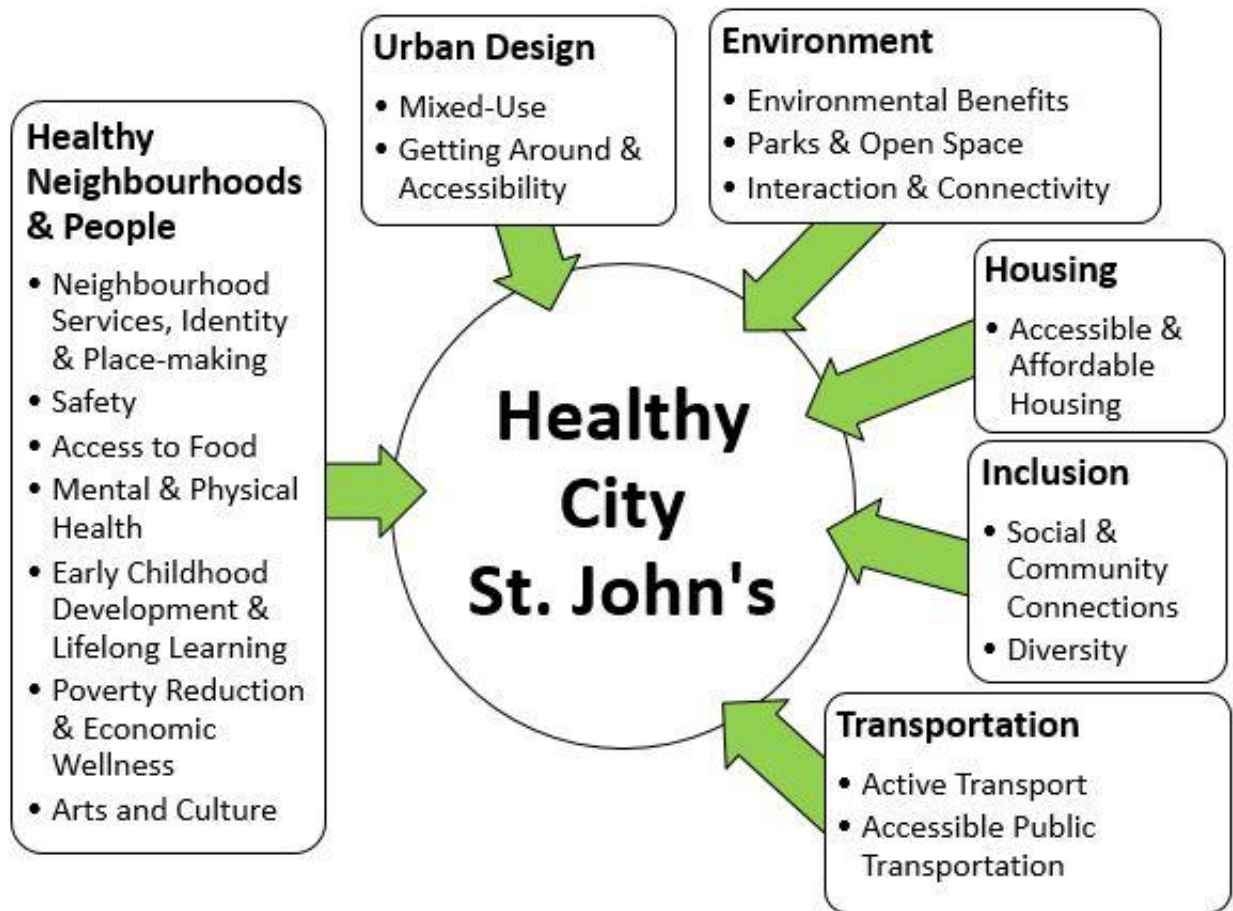 Urban Design
• Mixed-Use
• Getting Around &
Accessibility
Environment
• Environmental Benefits
• Parks & Open Space
• Interaction & Connectivity
Healthy
Neighbourhoods
& People
• Neighbourhood
Services, Identity
& Place-making
• Safety
• Access to Food
• Mental & Physical
Health
• Early Childhood
Development &
Lifelong Learning
• Poverty Reduction
& Economic
Wellness
• Arts and Culture
Healthy
City
St. John's
Housing
• Accessible &
Affordable
Housing
Inclusion
• Social &
Community
Connections
• Diversity
Transportation
• Active Transport
• Accessible Public
Transportation